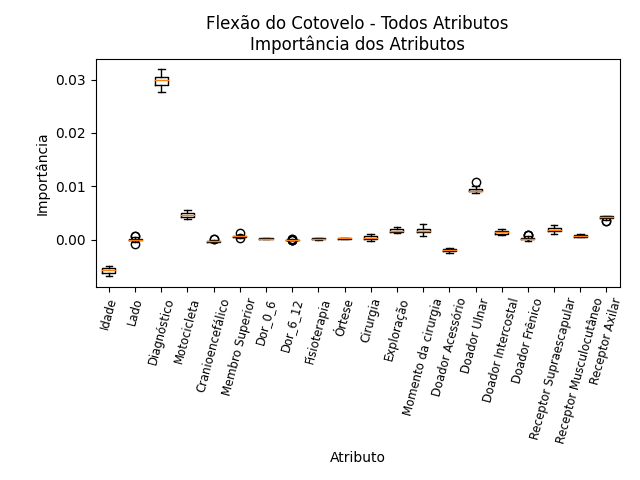 Flexão do Cotovelo - Todos Atributos
Importância dos Atributos
Importância
0.03
0.02
0.01
0.00
Idade
Lado
Diagnóstico
Motocicleta
Cranioencefálico
Membro Superior
Dor_0_6
Dor_6_12
Fisioterapia
Órtese
Cirurgia
Exploração
Momento da cirurgia
Doador Acessório
Doador Ulnar
Doador Intercostal
Doador Frênico
Receptor Supraescapular
Receptor Musculocutâneo
Receptor Axilar
Atributo